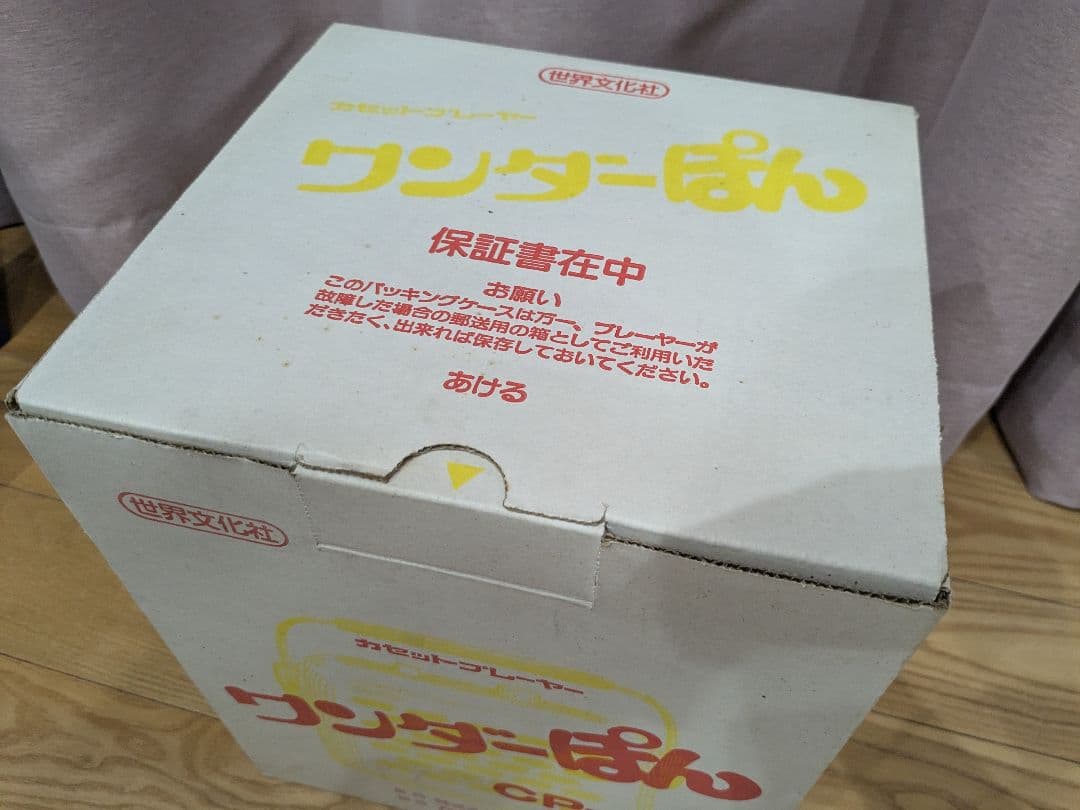 世界文化社
カセットプレーヤー
ワンダーぽん
保証書在中
お願い
このパッキングケースは万一、プレーヤーが
故障した場合の郵送用の箱としてご利用いた
だきたく、出来れば保存しておいてください。
あける
世界文化社
カセットプレーヤー
ワンダーぽん
CP-